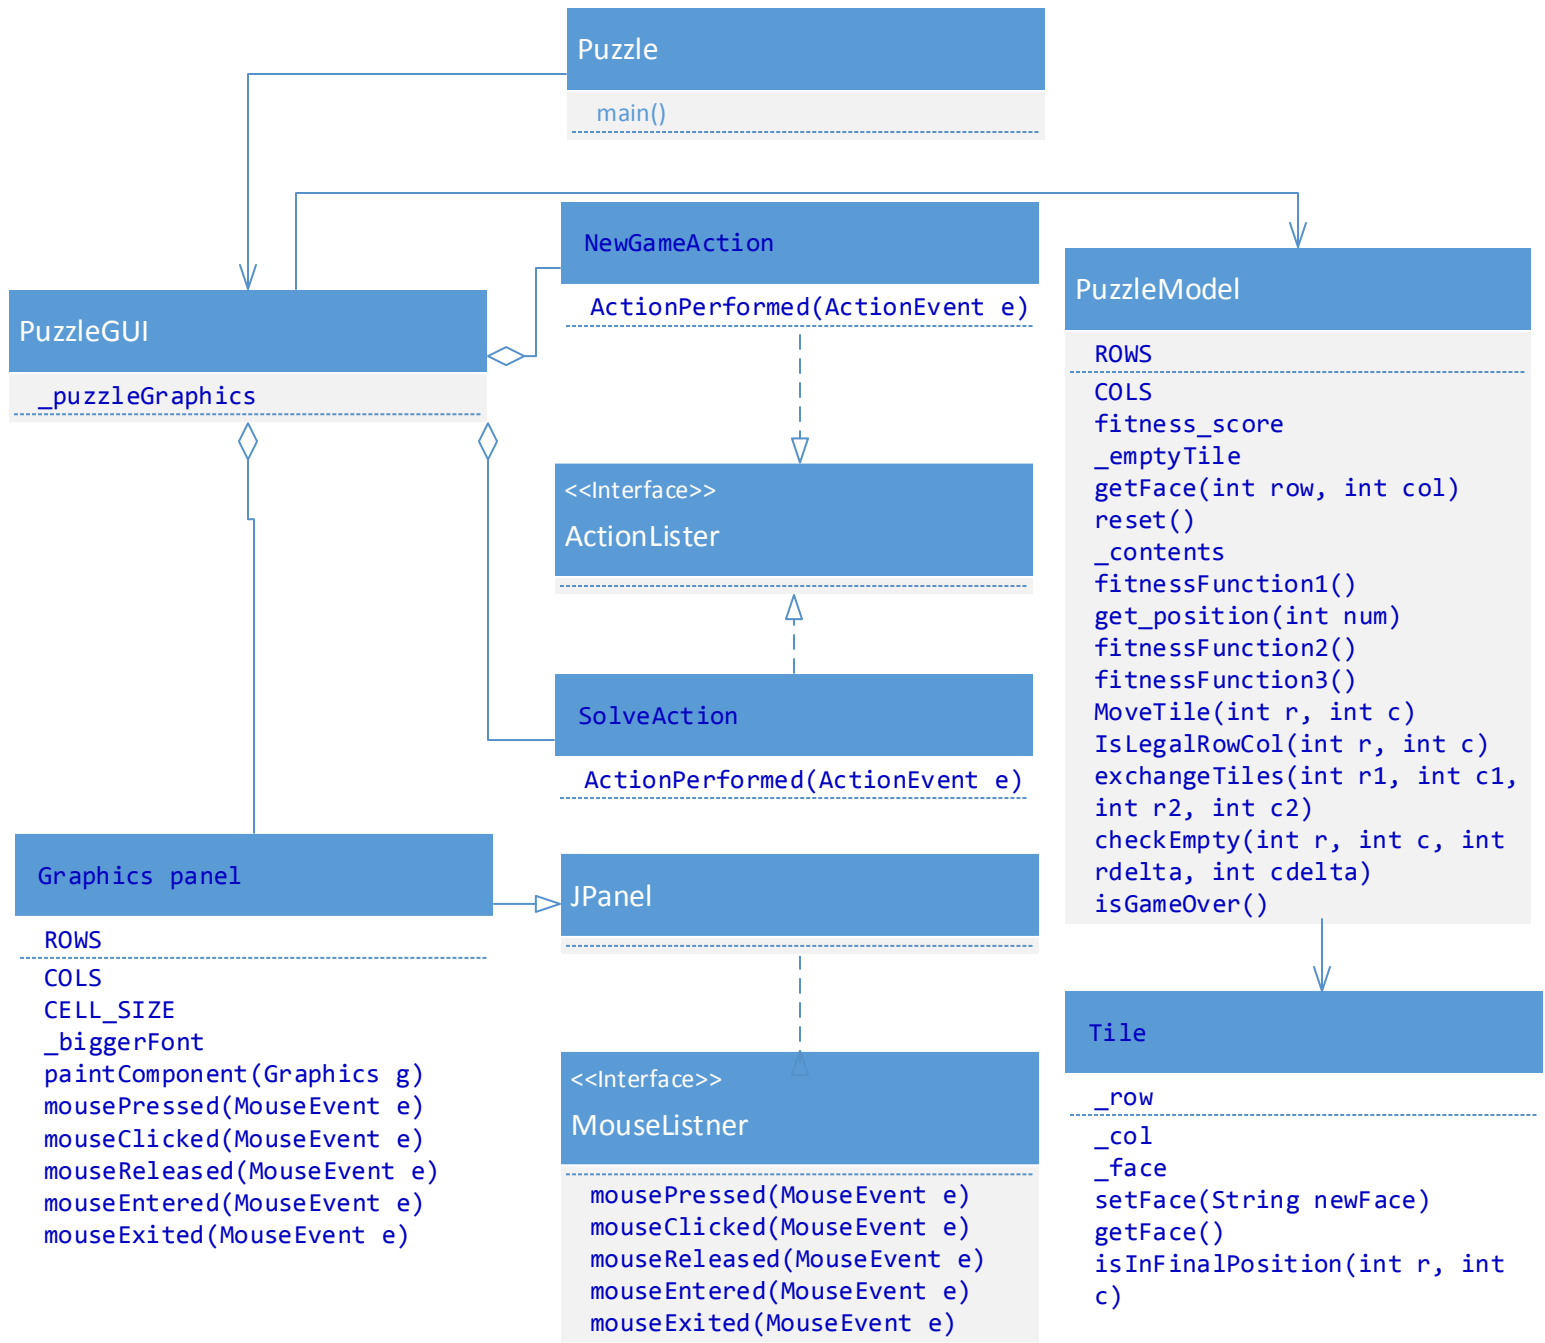 Puzzle
main()
NewGameAction
ActionPerformed(ActionEvent e)
PuzzleGUI
_puzzleGraphics
<<Interface>>
ActionLister
SolveAction
ActionPerformed(ActionEvent e)
PuzzleModel
ROWS
COLS
fitness_score
_emptyTile
getFace(int row, int col)
reset()
_contents
fitnessFunction1()
get_position(int num)
fitnessFunction2()
fitnessFunction3()
MoveTile(int r, int c)
IsLegalRowCol(int r, int c)
exchangeTiles(int r1, int c1,
int r2, int c2)
checkEmpty(int r, int c, int
rdelta, int cdelta)
isGameOver()
Graphics panel
ROWS
COLS
CELL_SIZE
_biggerFont
paintComponent(Graphics g)
mousePressed(MouseEvent e)
mouseClicked(MouseEvent e)
mouseReleased(MouseEvent e)
mouseEntered(MouseEvent e)
mouseExited(MouseEvent e)
JPanel
<<Interface>>
MouseListner
mousePressed(MouseEvent e)
mouseClicked(MouseEvent e)
mouseReleased(MouseEvent e)
mouseEntered(MouseEvent e)
mouseExited(MouseEvent e)
Tile
_row
_col
_face
setFace(String newFace)
getFace()
isInFinalPosition(int r, int
c)